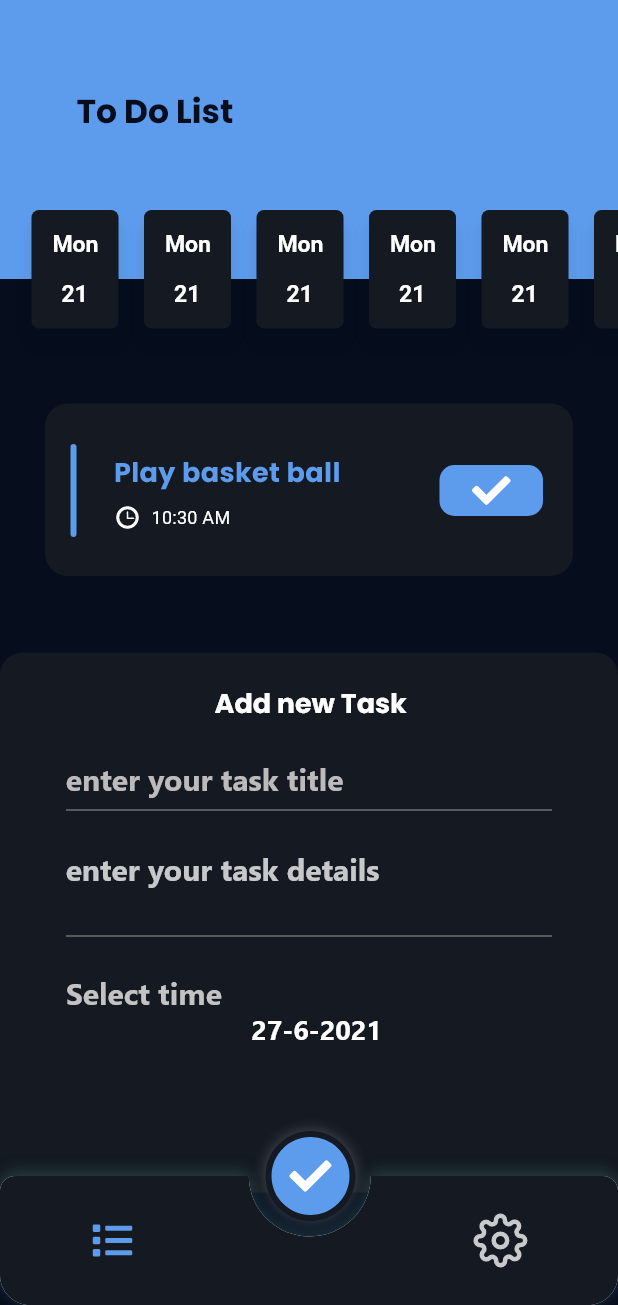 To Do List
Mon Mon Mon Mon Mon
21 21 21 21 21
Play basket ball
10:30 AM
Add new Task
enter your task title
enter your task details
Select time
27-6-2021